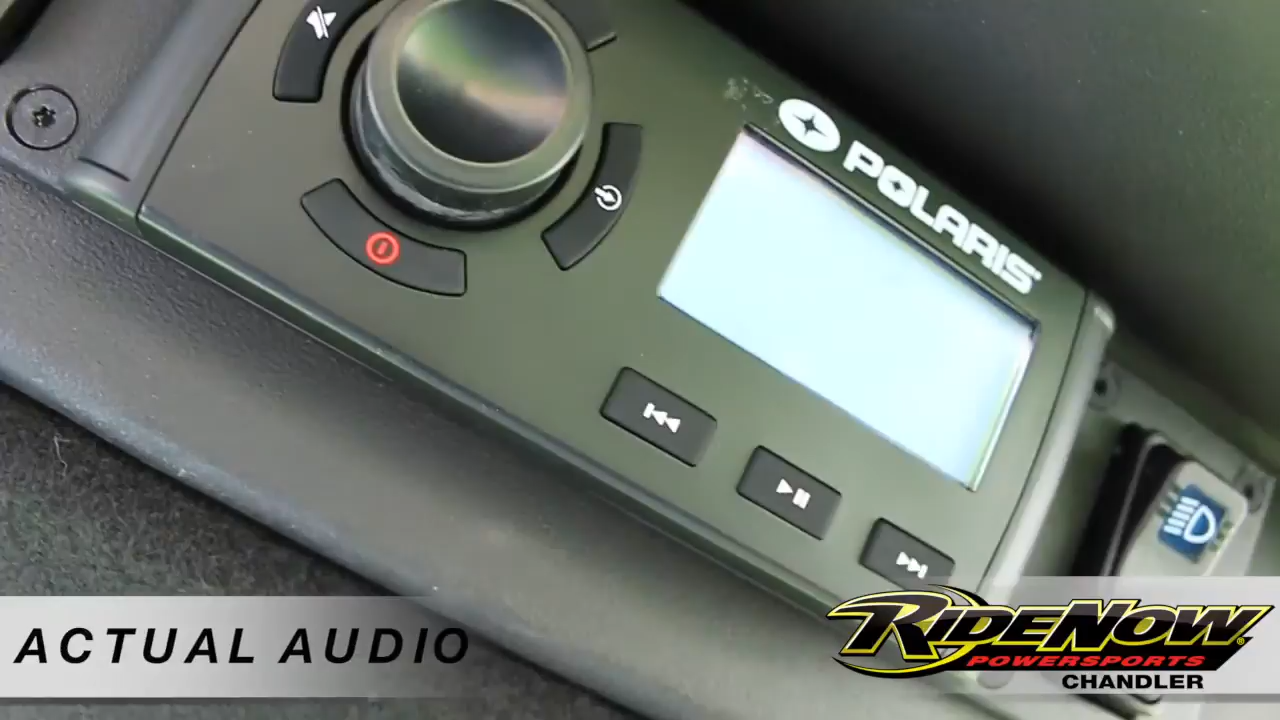 POLARIS
ACTUAL AUDIO
RIDENOW
POWERSPORTS
CHANDLER